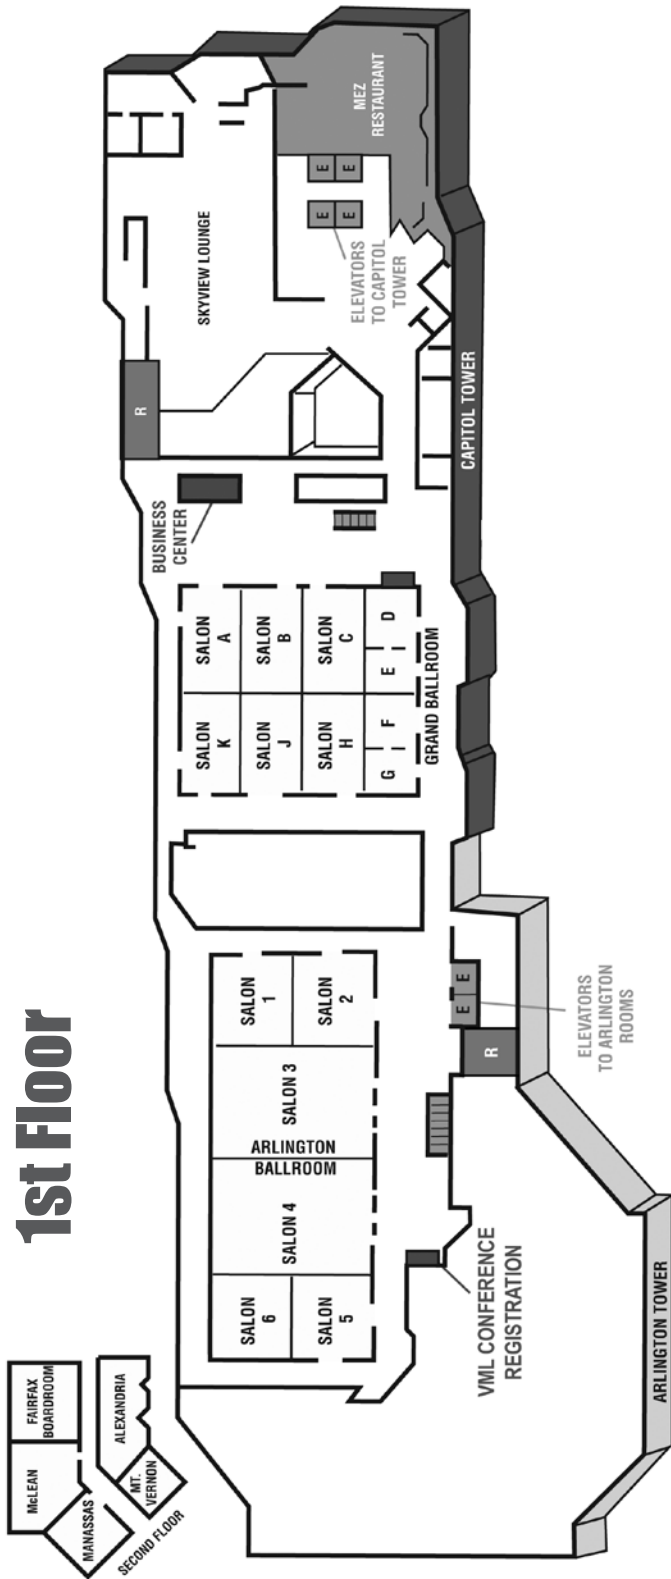 1st Floor
FAIRFAX
BOARDROOM
McLEAN
MANASSAS
ALEXANDRIA
MT.
VERNON
SECOND FLOOR
SALON
6
SALON
5
SALON 4
ARLINGTON
BALLROOM
SALON 3
SALON
1
SALON
2
VML CONFERENCE
REGISTRATION
R
E
E
ELEVATORS
TO ARLINGTON
ROOMS
ARLINGTON TOWER
SALON
K
SALON
A
SALON
J
SALON
B
SALON
H
SALON
C
G
F
E
D
GRAND BALLROOM
BUSINESS
CENTER
R
SKYVIEW LOUNGE
ELEVATORS
TO CAPITOL
TOWER
E
E
E
E
MEZ
RESTAURANT
CAPITOL TOWER